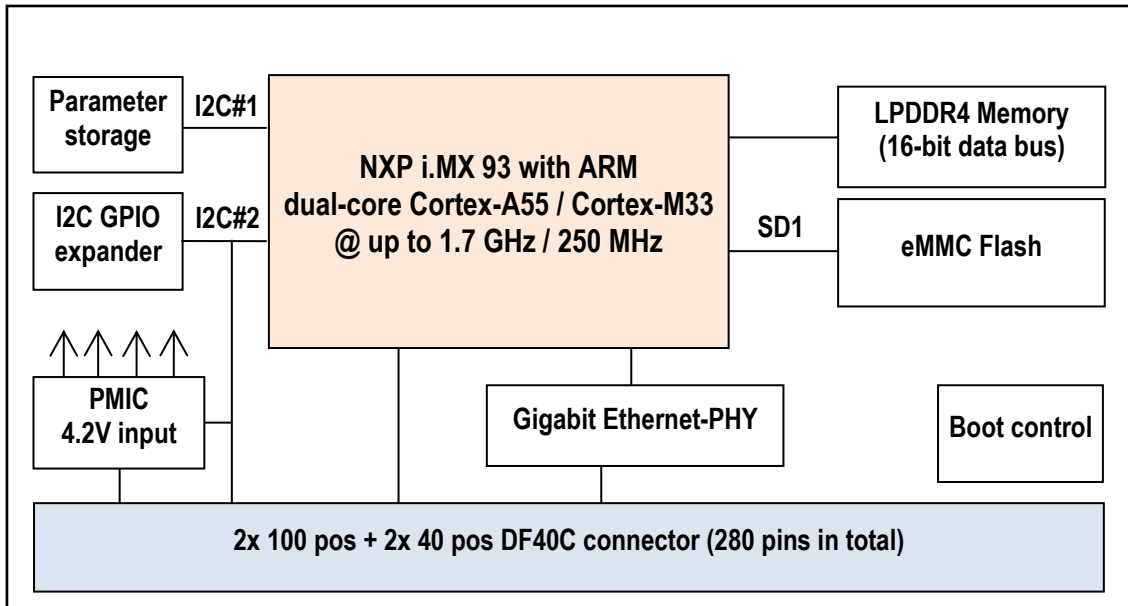 Parameter
storage
I2C#1
NXP i.MX 93 with ARM
dual-core Cortex-A55 / Cortex-M33
@ up to 1.7 GHz / 250 MHz
LPDDR4 Memory
(16-bit data bus)
I2C GPIO
expander
I2C#2
SD1
eMMC Flash
PMIC
4.2V input
Gigabit Ethernet-PHY
Boot control
2x 100 pos + 2x 40 pos DF40C connector (280 pins in total)